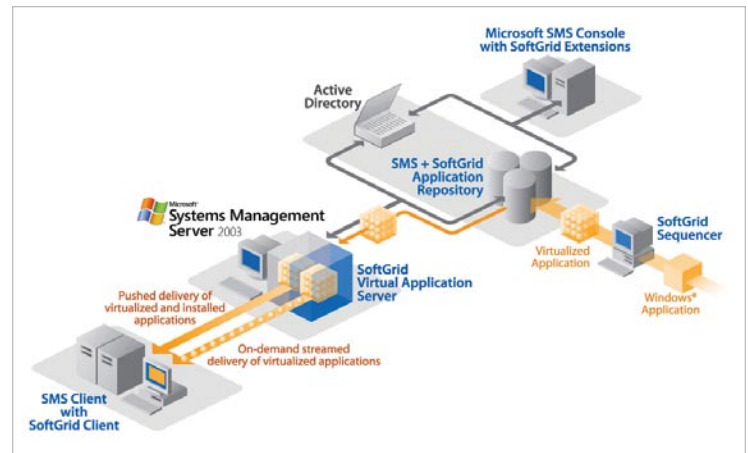 Microsoft SMS Console
with SoftGrid Extensions
Active
Directory
SMS + SoftGrid
Application
Repository
Microsoft
Systems Management
Server 2003
SoftGrid
Sequencer
Virtualized
Application
Windows®
Application
SoftGrid
Virtual Application
Server
Pushed delivery of
virtualized and installed
applications
On-demand streamed
delivery of virtualized applications
SMS Client
with
SoftGrid Client